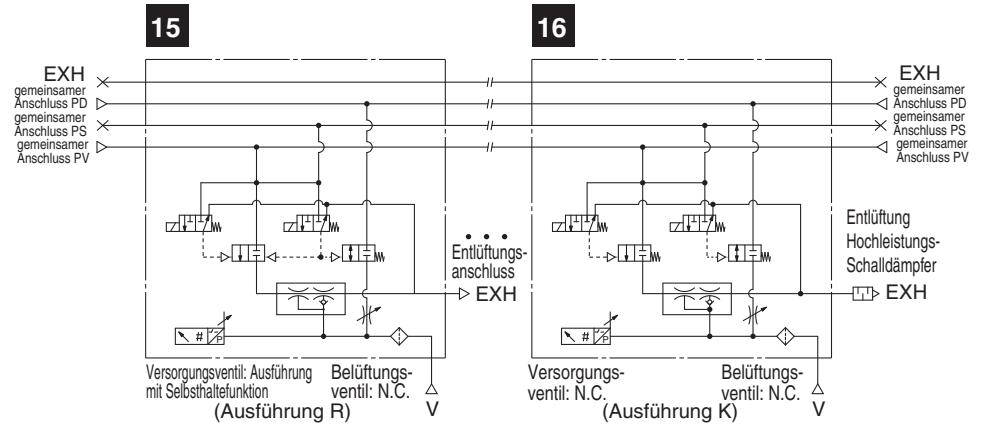 15
16
EXH
gemeinsamer
Anschluss PD
gemeinsamer
Anschluss PS
gemeinsamer
Anschluss PV
EXH
gemeinsamer
Anschluss PD
gemeinsamer
Anschluss PS
gemeinsamer
Anschluss PV
Entlüftungs-
anschluss
EXH
Entlüftung
Hochleistungs-
Schalldämpfer
EXH
#
P
#
P
Versorgungsventil: Ausführung
mit Selbsthaltefunktion
Belüftungs-
ventil: N.C.
V
(Ausführung R)
Versorgungs-
ventil: N.C.
Belüftungs-
ventil: N.C.
V
(Ausführung K)